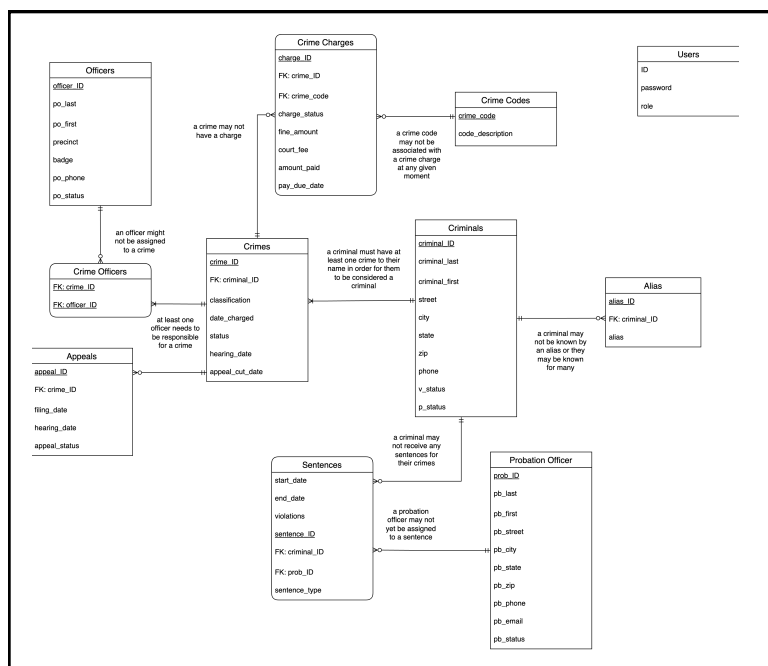 Crime Charges
charge_ID
FK: crime_ID
FK: crime_code
charge_status
fine_amount
court_fee
amount_paid
pay_due_date
Users
ID
password
role
Officers
officer_ID
po_last
po_first
precinct
badge
po_phone
po_status
Crime Codes
crime_code
code_description
a crime may not
have a charge
a crime code
may not be
associated with
a crime charge
at any given
moment
an officer might
not be assigned
to a crime
Crimes
crime_ID
FK: criminal_ID
classification
date_charged
status
hearing_date
appeal_cut_date
a criminal must have at
least one crime to their
name in order for them
to be considered a
criminal
Criminals
criminal_ID
criminal_last
criminal_first
street
city
state
zip
phone
v_status
p_status
Crime Officers
FK: crime_ID
FK: officer_ID
at least one
officer needs to
be responsible
for a crime
Alias
alias_ID
FK: criminal_ID
alias
a criminal may
not be known by
an alias or they
may be known
for many
Appeals
appeal_ID
FK: crime_ID
filing_date
hearing_date
appeal_status
a criminal may
not receive any
sentences for
their crimes
Sentences
start_date
end_date
violations
sentence_ID
FK: criminal_ID
FK: prob_ID
sentence_type
a probation
officer may not
yet be assigned
to a sentence
Probation Officer
prob_ID
pb_last
pb_first
pb_street
pb_city
pb_state
pb_zip
pb_phone
pb_email
pb_status